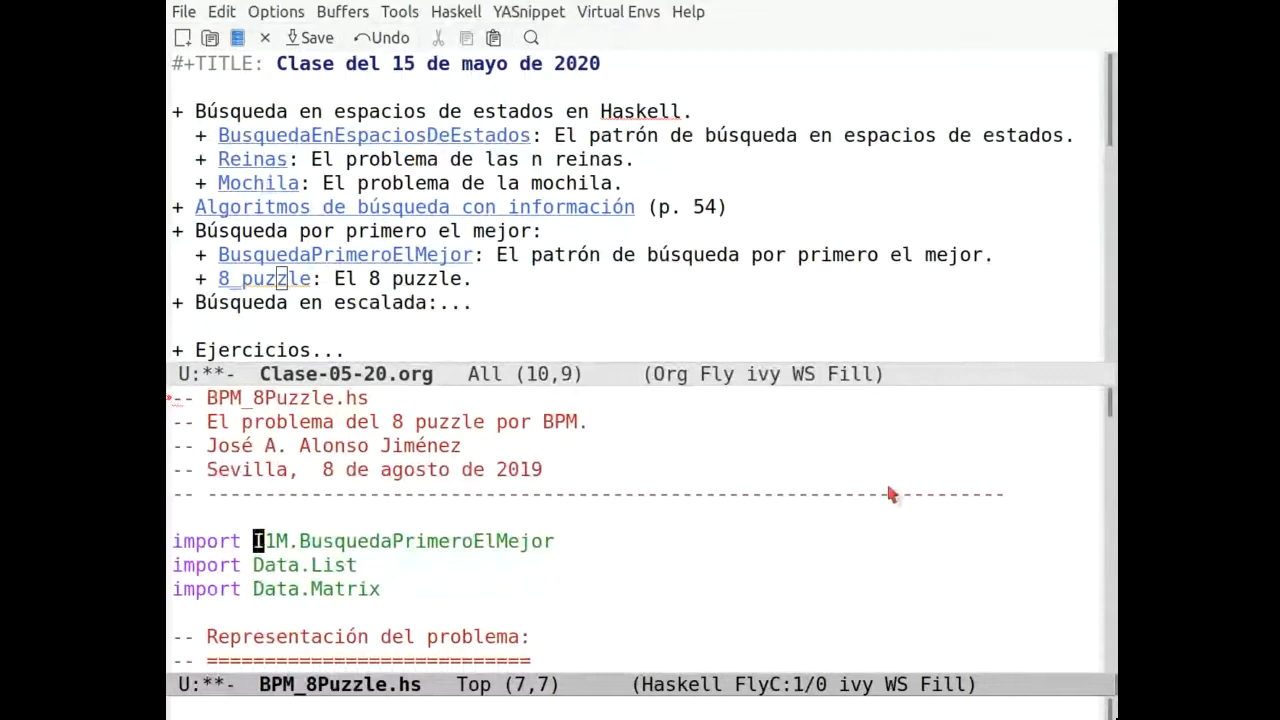 File Edit Options Buffers Tools Haskell YASnippet Virtual Envs Help
Save Undo
#+TITLE: Clase del 15 de mayo de 2020
+ Búsqueda en espacios de estados en Haskell.
+ BusquedaEnEspaciosDeEstados: El patrón de búsqueda en espacios de estados.
+ Reinas: El problema de las n reinas.
+ Mochila: El problema de la mochila.
+ Algoritmos de búsqueda con información (p. 54)
+ Búsqueda por primero el mejor:
+ BusquedaPrimeroElMejor: El patrón de búsqueda por primero el mejor.
+ 8_puzzle: El 8 puzzle.
+ Búsqueda en escalada:...
+ Ejercicios...
U:**- Clase-05-20.org All (10,9) (Org Fly ivy WS Fill)
-- BPM_8Puzzle.hs
-- El problema del 8 puzzle por BPM.
-- José A. Alonso Jiménez
-- Sevilla, 8 de agosto de 2019
-- ---------------------------------------------------------------------
import I1M.BusquedaPrimeroElMejor
import Data.List
import Data.Matrix
-- Representación del problema:
-- ============================
U:**- BPM_8Puzzle.hs Top (7,7) (Haskell FlyC:1/0 ivy WS Fill)